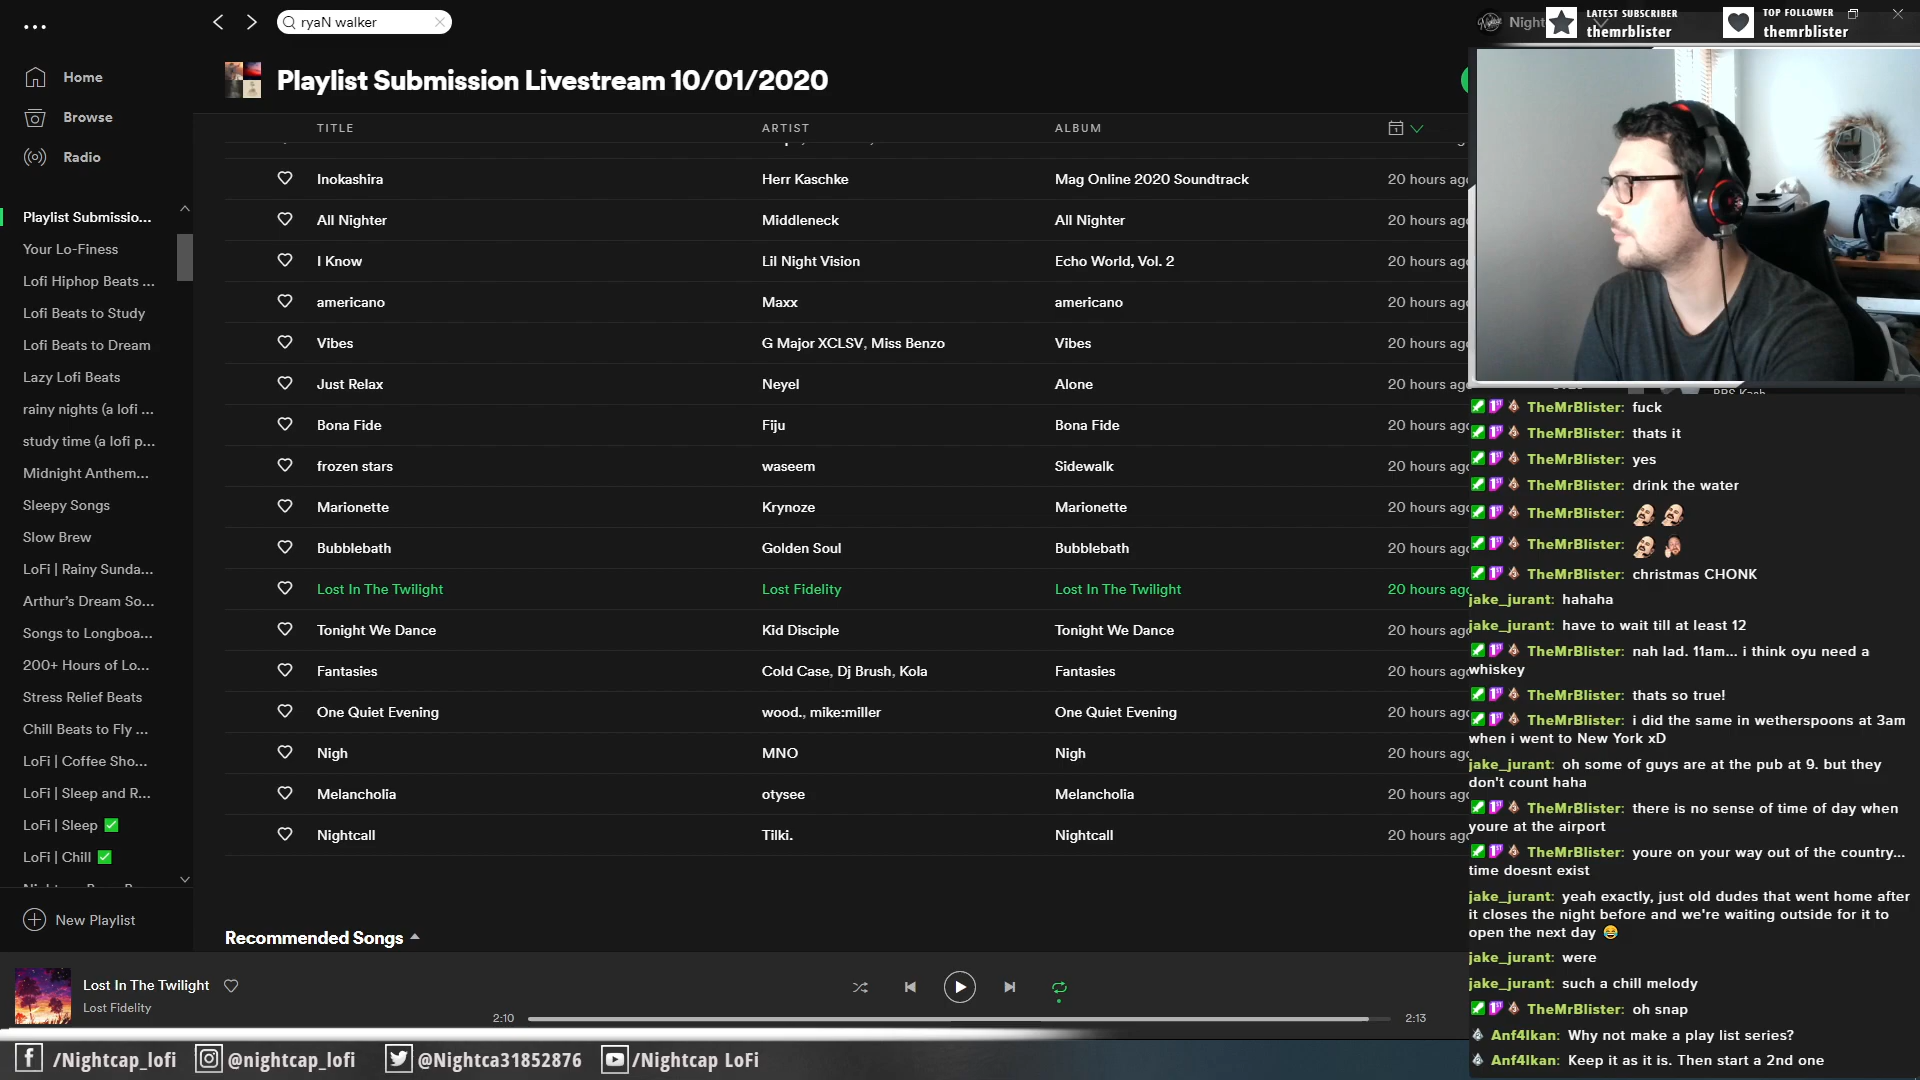 ryaN walker
Night
LATEST SUBSCRIBER
themrblister
TOP FOLLOWER
themrblister
Home
Browse
Radio
Playlist Submissio...
Your Lo-Finess
Lofi Hiphop Beats ...
Lofi Beats to Study
Lofi Beats to Dream
Lazy Lofi Beats
rainy nights (a lofi ...
study time (a lofi p...
Midnight Anthem...
Sleepy Songs
Slow Brew
LoFi | Rainy Sunda...
Arthur's Dream So...
Songs to Longboa...
200+ Hours of Lo...
Stress Relief Beats
Chill Beats to Fly ...
LoFi | Coffee Sho...
LoFi | Sleep and R...
LoFi | Sleep ✅
LoFi | Chill ✅
New Playlist
Playlist Submission Livestream 10/01/2020
TITLE ARTIST ALBUM
Inokashira Herr Kaschke Mag Online 2020 Soundtrack 20 hours ago
All Nighter Middleneck All Nighter 20 hours ago
I Know Lil Night Vision Echo World, Vol. 2 20 hours ago
americano Maxx americano 20 hours ago
Vibes G Major XCLSV, Miss Benzo Vibes 20 hours ago
Just Relax Neyel Alone 20 hours ago
Bona Fide Fiju Bona Fide 20 hours ago
frozen stars waseem Sidewalk 20 hours ago
Marionette Krynoze Marionette 20 hours ago
Bubblebath Golden Soul Bubblebath 20 hours ago
Lost In The Twilight Lost Fidelity Lost In The Twilight 20 hours ago
Tonight We Dance Kid Disciple Tonight We Dance 20 hours ago
Fantasies Cold Case, Dj Brush, Kola Fantasies 20 hours ago
One Quiet Evening wood., mike:miller One Quiet Evening 20 hours ago
Nigh MNO Nigh 20 hours ago
Melancholia otysee Melancholia 20 hours ago
Nightcall Tilki. Nightcall 20 hours ago
Recommended Songs
TheMrBlister: fuck
TheMrBlister: thats it
TheMrBlister: yes
TheMrBlister: drink the water
TheMrBlister:
TheMrBlister:
TheMrBlister: christmas CHONK
jake_jurant: hahaha
jake_jurant: have to wait till at least 12
TheMrBlister: nah lad. 11am... i think oyu need a
whiskey
TheMrBlister: thats so true!
TheMrBlister: i did the same in wetherspoons at 3am
when i went to New York xD
jake_jurant: oh some of guys are at the pub at 9. but they
don't count haha
TheMrBlister: there is no sense of time of day when
youre at the airport
TheMrBlister: youre on your way out of the country...
time doesnt exist
jake_jurant: yeah exactly, just old dudes that went home after
it closes the night before and we're waiting outside for it to
open the next day 😂
jake_jurant: were
jake_jurant: such a chill melody
TheMrBlister: oh snap
Anf4lkan: Why not make a play list series?
Anf4lkan: Keep it as it is. Then start a 2nd one
Lost In The Twilight
Lost Fidelity
2:10 2:13
/Nightcap_lofi @nightcap_lofi @Nightca31852876 /Nightcap LoFi